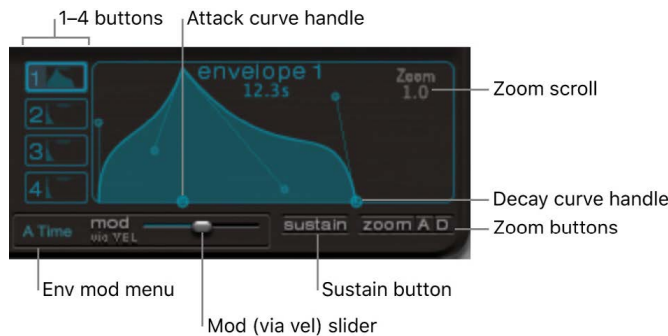 1–4 buttons
Attack curve handle
1
envelope 1
12.3s
Zoom
1.0
Zoom scroll
2
3
4
Decay curve handle
A Time
mod
via VEL
sustain
zoom A D
Zoom buttons
Env mod menu
Sustain button
Mod (via vel) slider